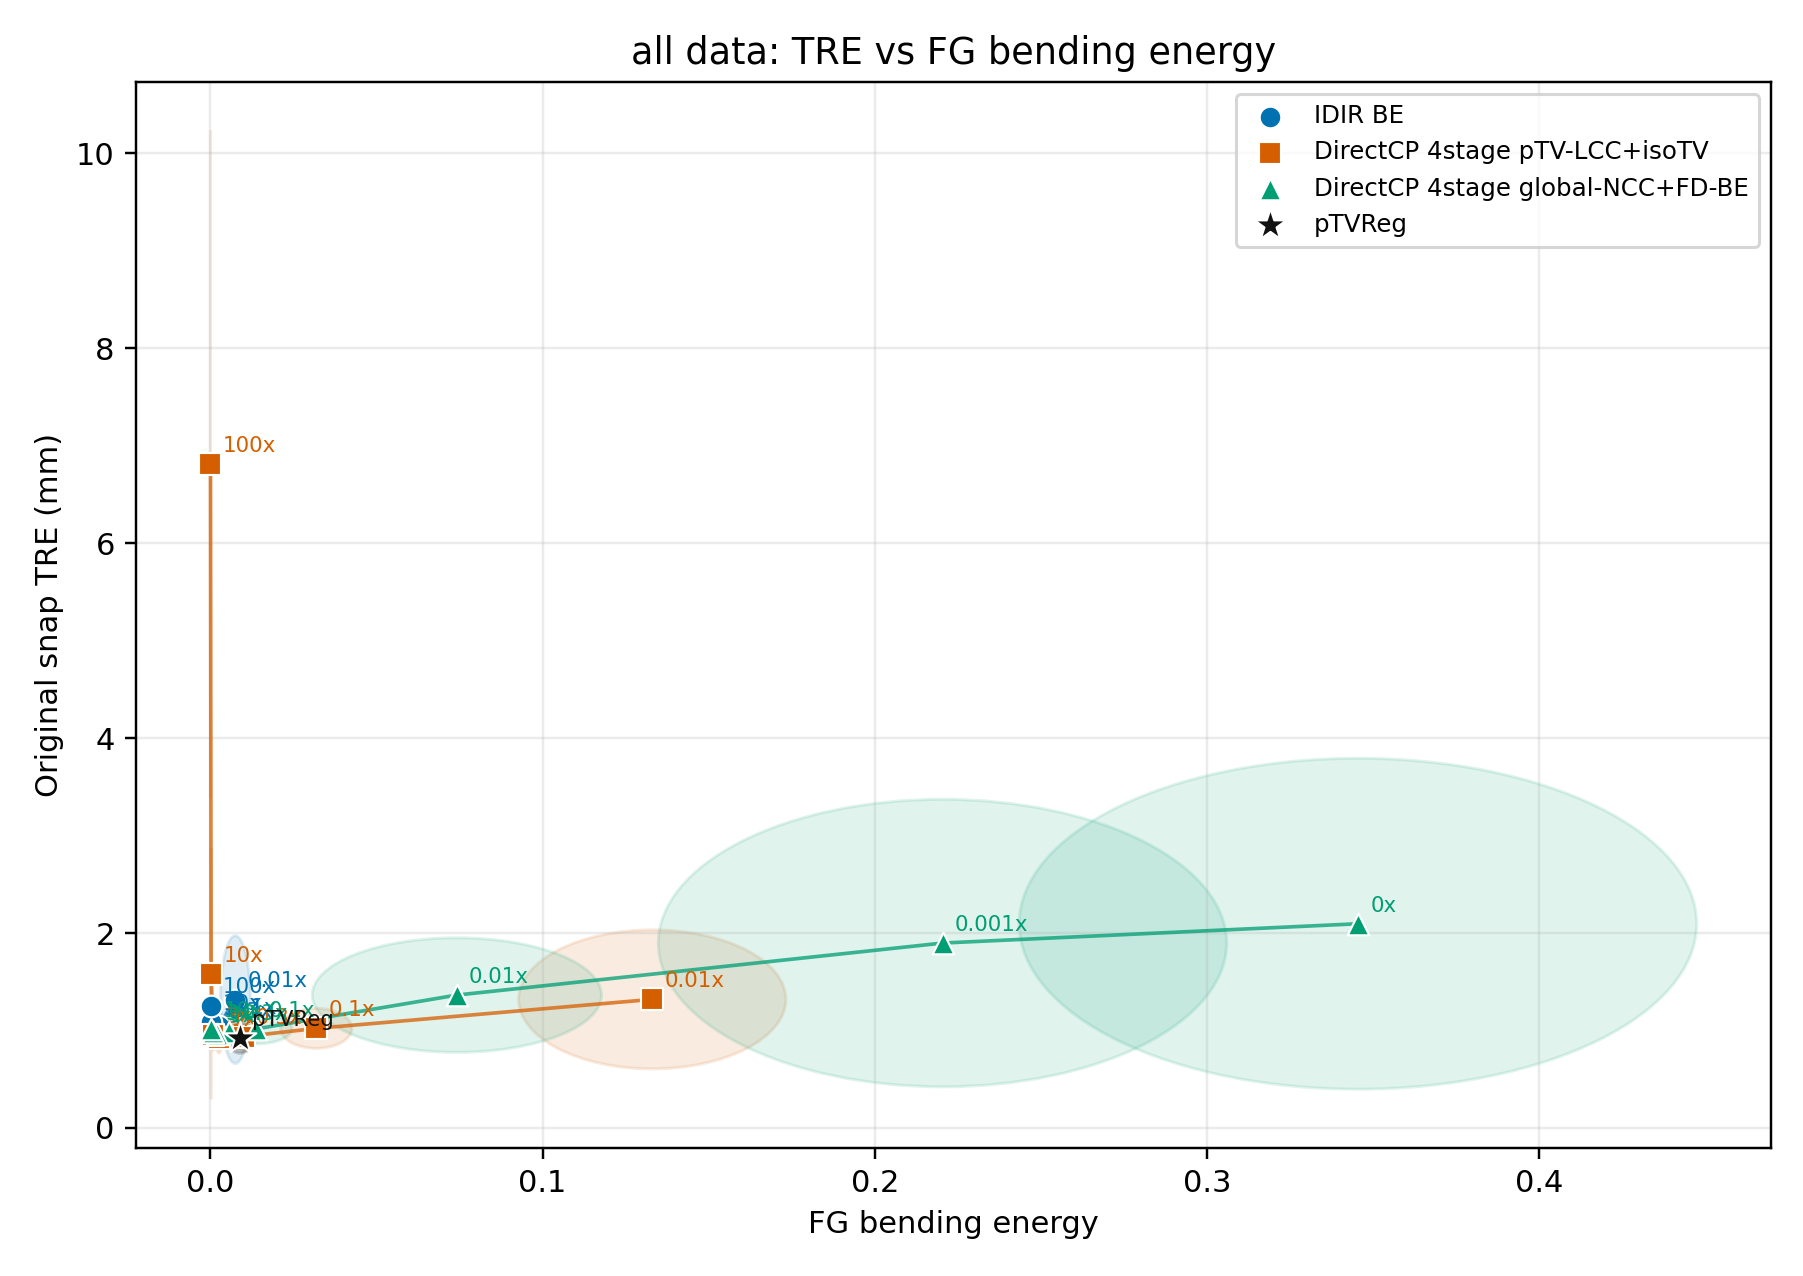 all data: TRE vs FG bending energy
IDIR BE
DirectCP 4stage pTV-LCC+isoTV
DirectCP 4stage global-NCC+FD-BE
pTVReg
Original snap TRE (mm)
10
8
6
4
2
0
100x
10x
0.01x
100x
0.1x
0.1x
pTVReg
0.01x
0.01x
0.001x
0x
0.0
0.1
0.2
0.3
0.4
FG bending energy